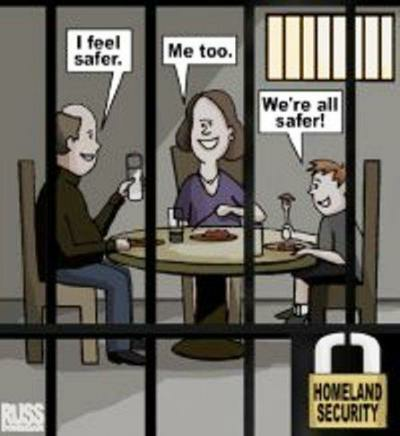 I feel
safer.
Me too.
We're all
safer!
HOMELAND
SECURITY
RUSS